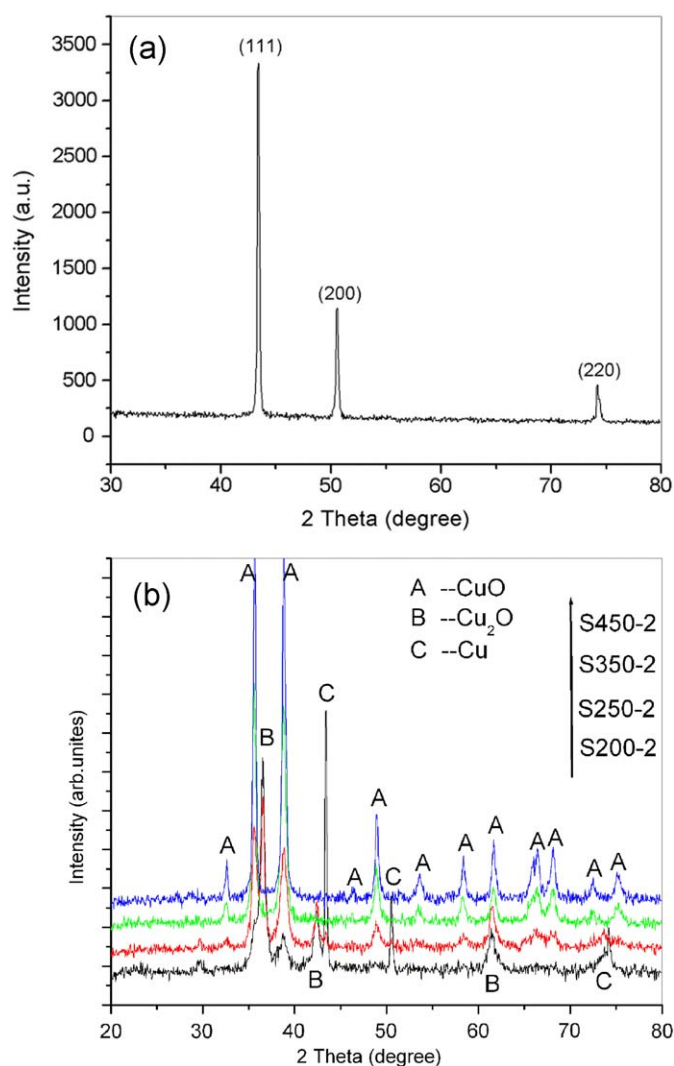 (a)
3500
3000
2500
2000
1500
1000
500
0
Intensity (a.u.)
(111)
(200)
(220)
30 40 50 60 70 80
2 Theta (degree)
(b)
A A
A --CuO
B --Cu₂O
C --Cu
S450-2
S350-2
S250-2
S200-2
C
B
A A A A C A A A A A A
B B C
Intensity (arb.unites)
20 30 40 50 60 70 80
2 Theta (degree)